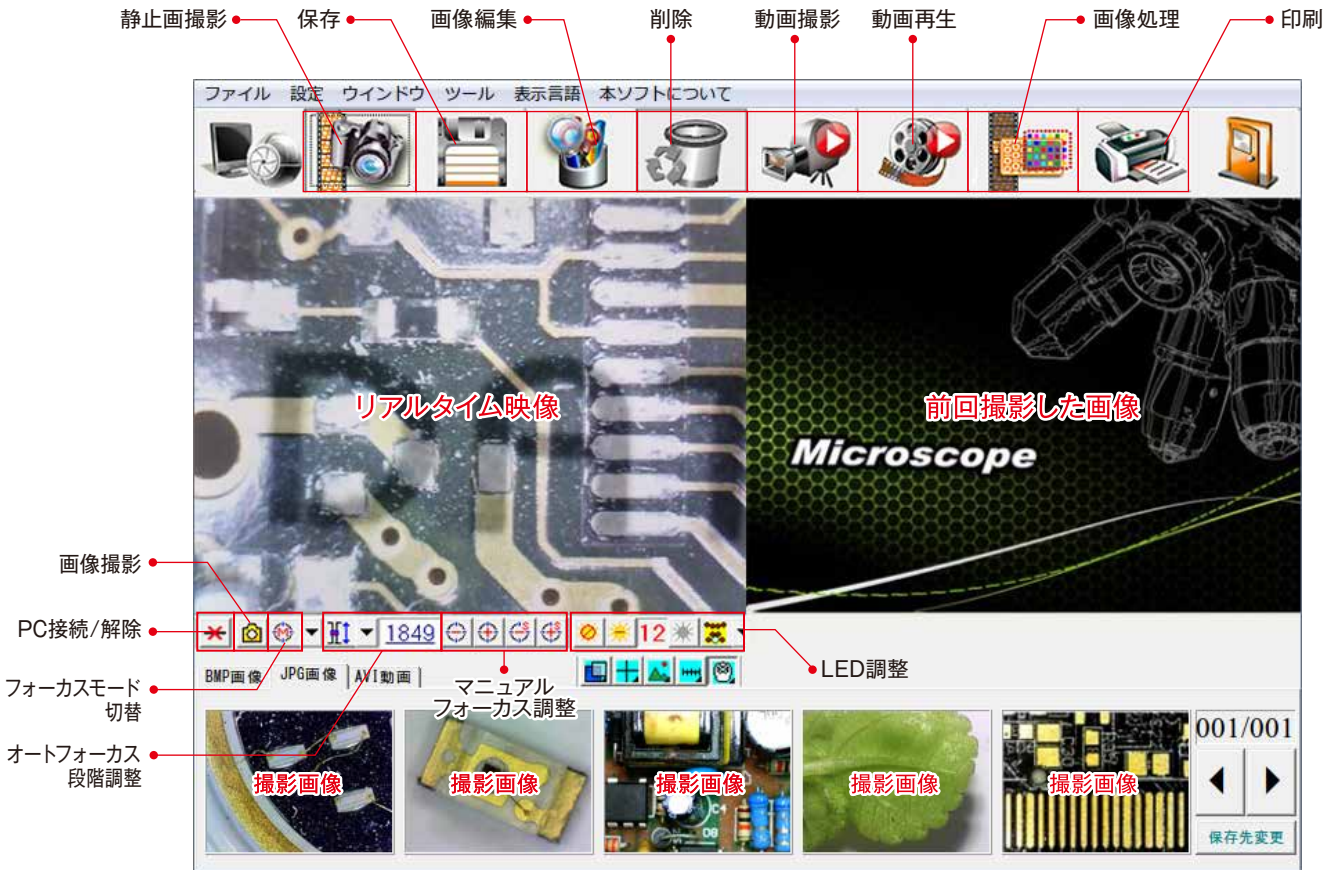 静止画撮影
保存
画像編集
削除
動画撮影
動画再生
画像処理
印刷
ファイル 設定 ウインドウ ツール 表示言語 本ソフトについて
リアルタイム映像
前回撮影した画像
Microscope
画像撮影
PC接続/解除
フォーカスモード
切替
オートフォーカス
段階調整
M
1849
S
S
12
LED調整
マニュアル
フォーカス調整
BMP画像
JPG画像
AVI動画
撮影画像
撮影画像
撮影画像
撮影画像
撮影画像
C4
D8
001/001
保存先変更